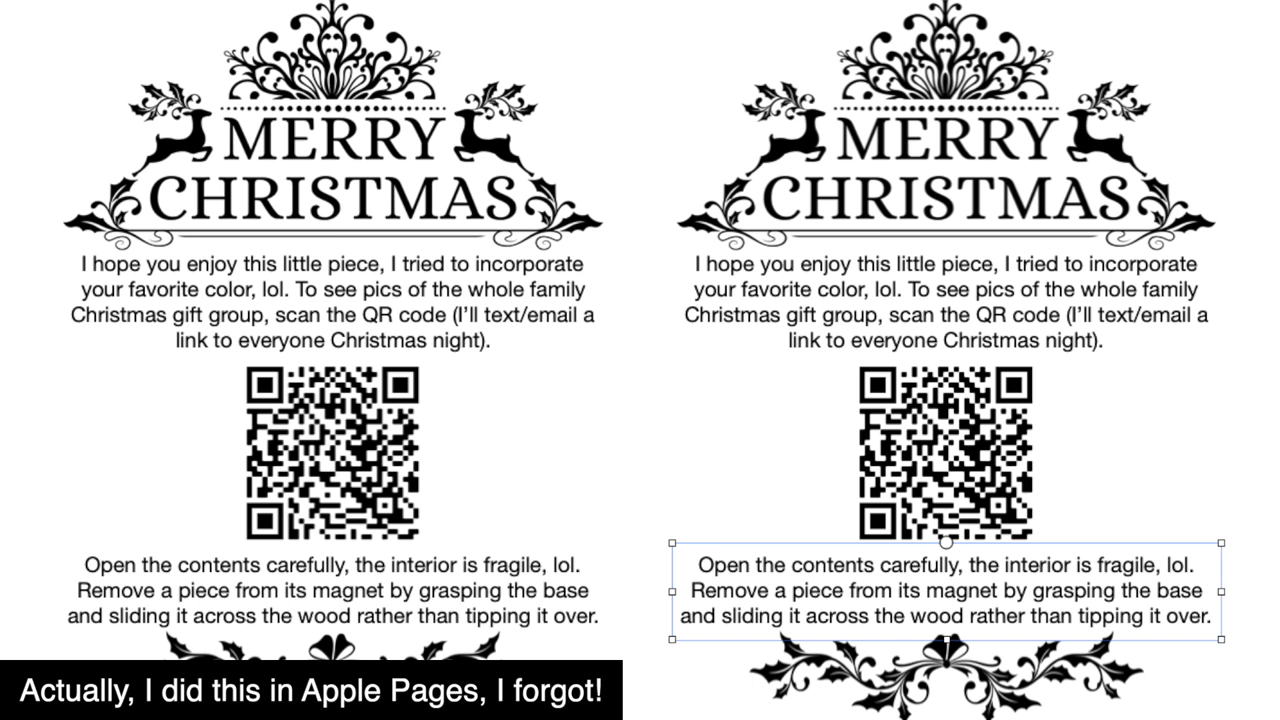 MERRY
CHRISTMAS
I hope you enjoy this little piece, I tried to incorporate
your favorite color, lol. To see pics of the whole family
Christmas gift group, scan the QR code (I’ll text/email a
link to everyone Christmas night).
Open the contents carefully, the interior is fragile, lol.
Remove a piece from its magnet by grasping the base
and sliding it across the wood rather than tipping it over.
MERRY
CHRISTMAS
I hope you enjoy this little piece, I tried to incorporate
your favorite color, lol. To see pics of the whole family
Christmas gift group, scan the QR code (I’ll text/email a
link to everyone Christmas night).
Open the contents carefully, the interior is fragile, lol.
Remove a piece from its magnet by grasping the base
and sliding it across the wood rather than tipping it over.
Actually, I did this in Apple Pages, I forgot!